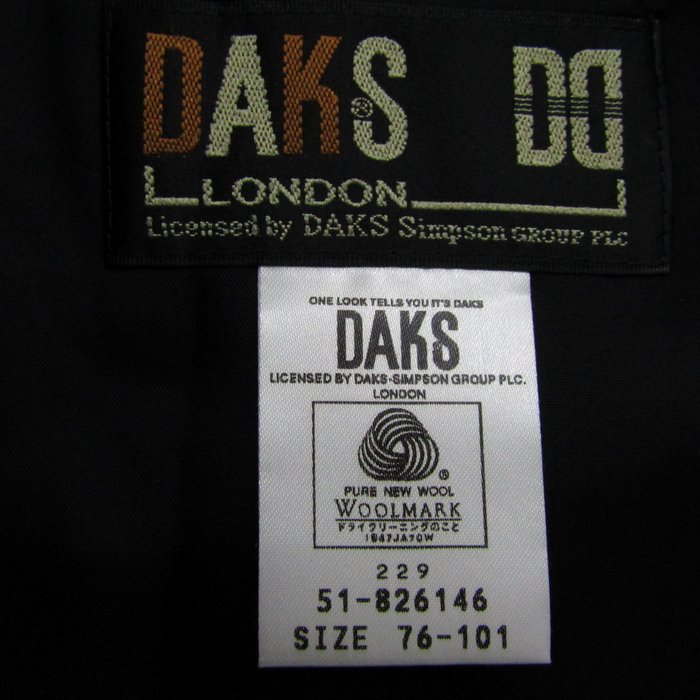 DAKS DD
®
LONDON
Licensed by DAKS Simpson GROUP PLC
ONE LOOK TELLS YOU IT'S DAKS
DAKS
LICENSED BY DAKS-SIMPSON GROUP PLC.
LONDON
®
PURE NEW WOOL
WOOLMARK
ドライクリーニングのこと
1647JA70W
229
51-826146
SIZE 76-101